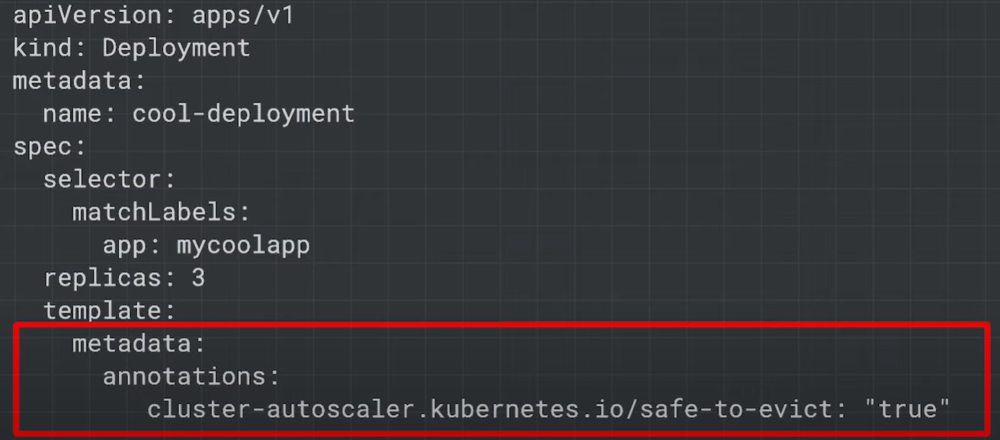 apiVersion: apps/v1
kind: Deployment
metadata:
  name: cool-deployment
spec:
  selector:
    matchLabels:
      app: mycoolapp
  replicas: 3
  template:
    metadata:
      annotations:
         cluster-autoscaler.kubernetes.io/safe-to-evict: "true"